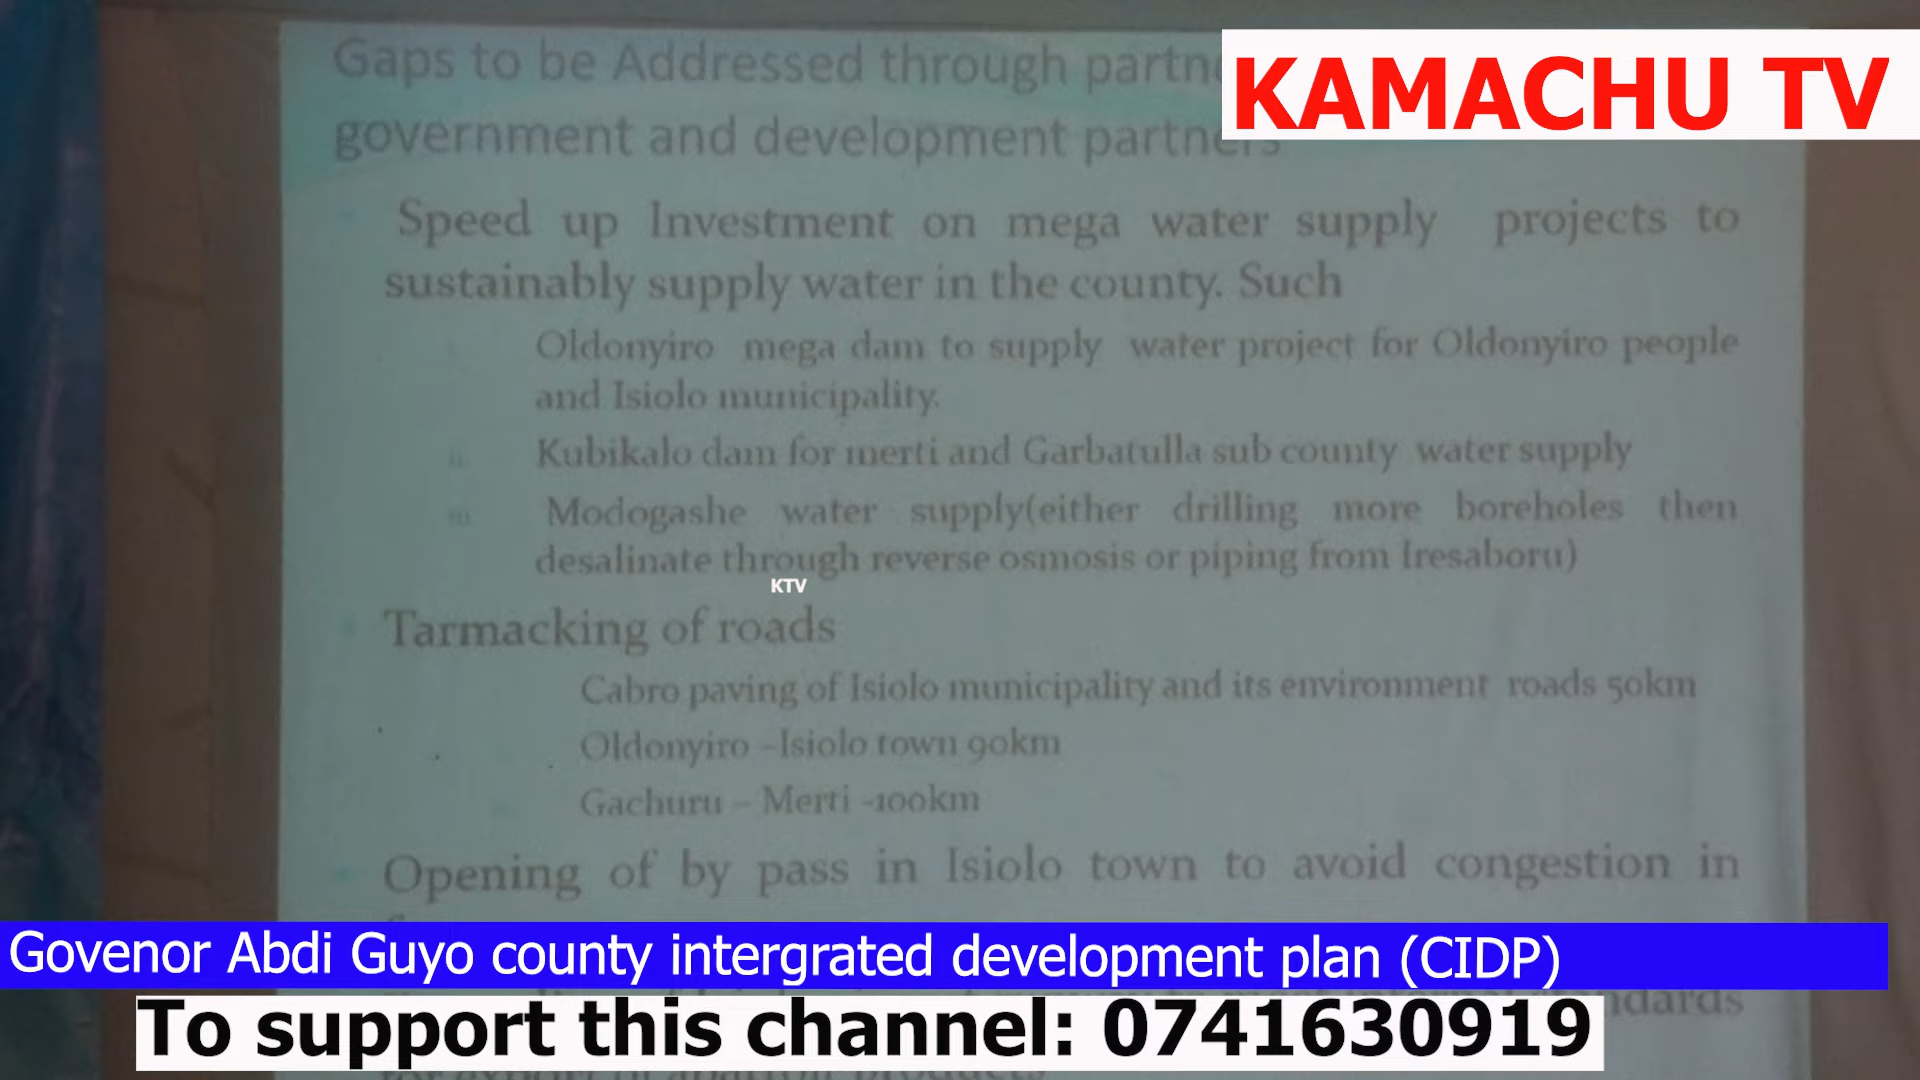 Gaps to be Addressed through
KAMACHU TV
government and development partners
Speed up Investment on mega water supply projects to
sustainably supply water in the county. Such
Oldonyiro mega dam to supply water project for Oldonyiro people
and Isiolo municipality.
ii. Kubikalo dam for merti and Garbatulla sub county water supply
iii. Modogashe water supply(either drilling more boreholes then
desalinate through reverse osmosis or piping from Iresaboru)
KTV
Tarmacking of roads
Cabro paving of Isiolo municipality and its environment roads 50km
Oldonyiro –Isiolo town 90km
Gachuru – Merti -100km
Opening of by pass in Isiolo town to avoid congestion in
Govenor Abdi Guyo county intergrated development plan (CIDP)
To support this channel: 0741630919